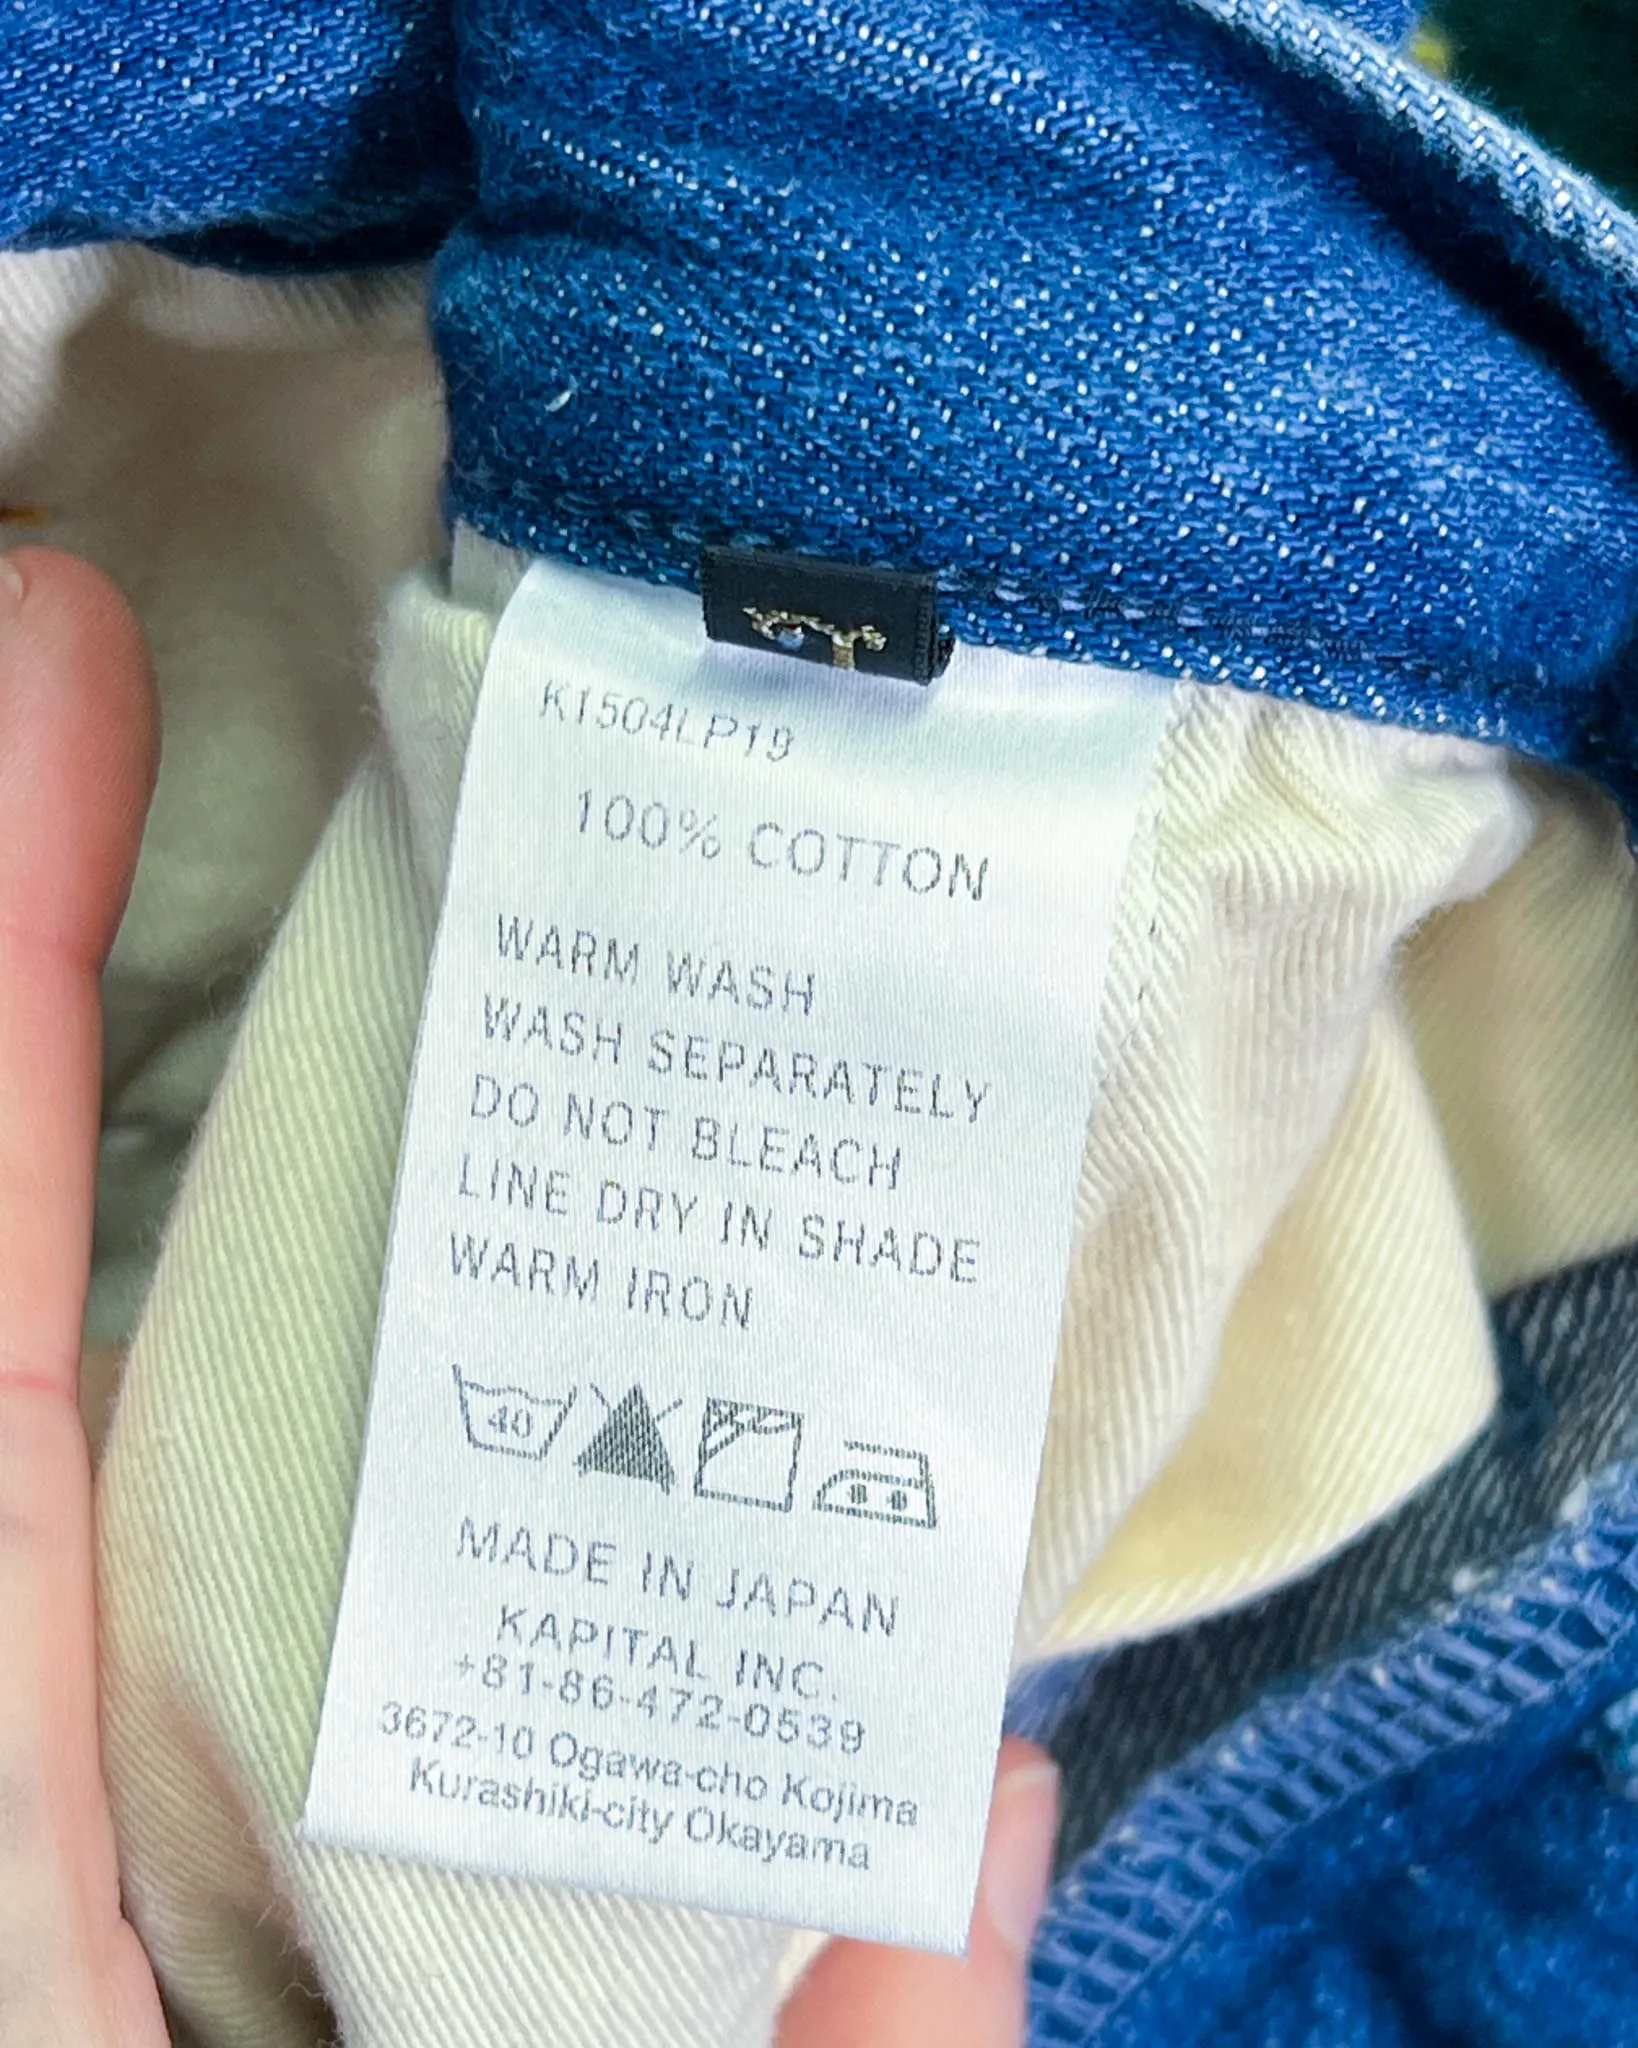 K1504LP19
100% COTTON
WARM WASH
WASH SEPARATELY
DO NOT BLEACH
LINE DRY IN SHADE
WARM IRON
40
MADE IN JAPAN
KAPITAL INC.
+81-86-472-0539
3672-10 Ogawa-cho Kojima
Kurashiki-city Okayama